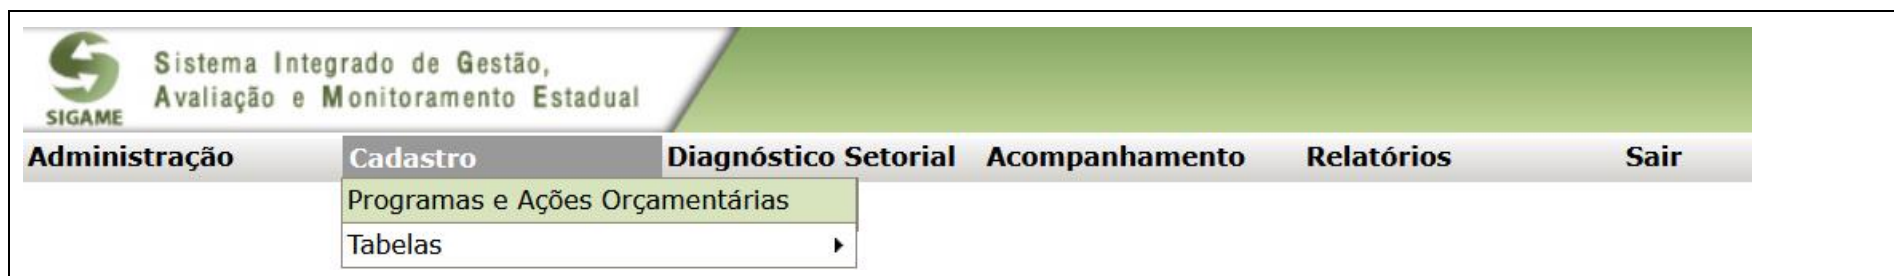 Sistema Integrado de Gestão,
Avaliação e Monitoramento Estadual
SIGAME
Administração Cadastro Diagnóstico Setorial Acompanhamento Relatórios Sair
Programas e Ações Orçamentárias
Tabelas